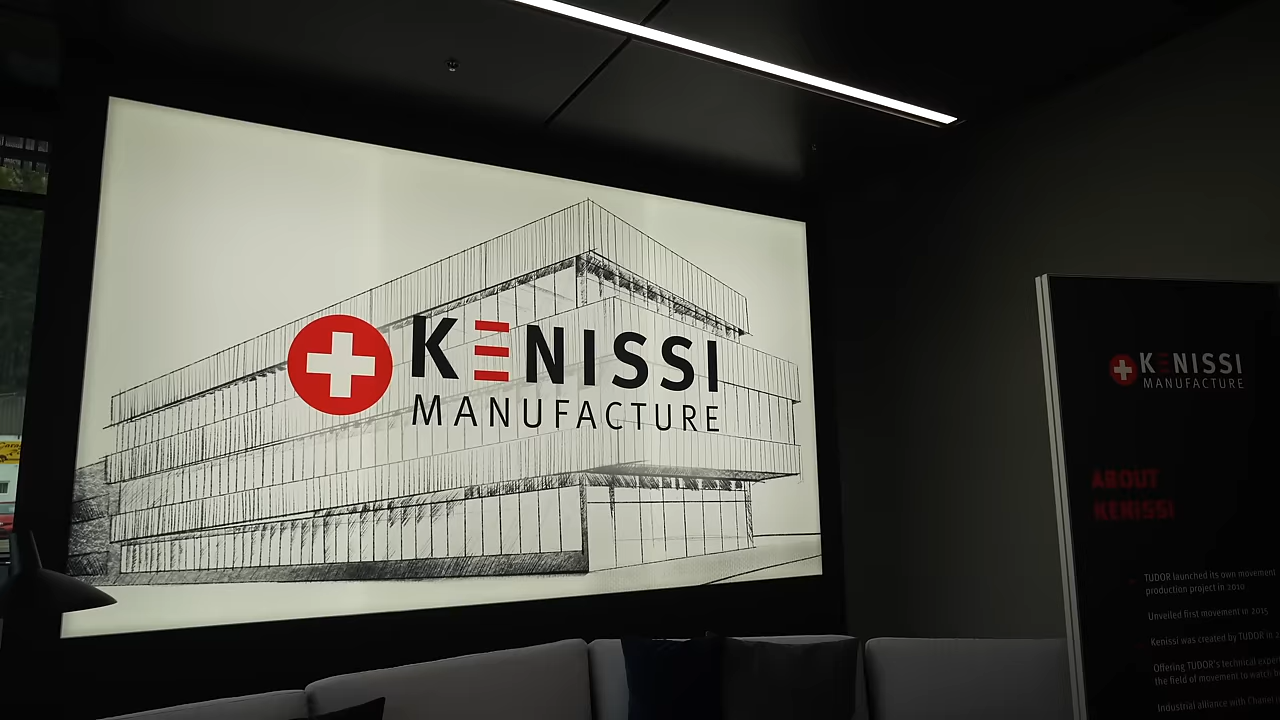 KENISSI
MANUFACTURE
KENISSI
MANUFACTURE
ABOUT
KENISSI
TUDOR launched its own movement
production project in 2010
Unveiled first movement in 2015
Kenissi was created by TUDOR in
Offering TUDOR's technical
the field of movement to
Industrial alliance with Chanel